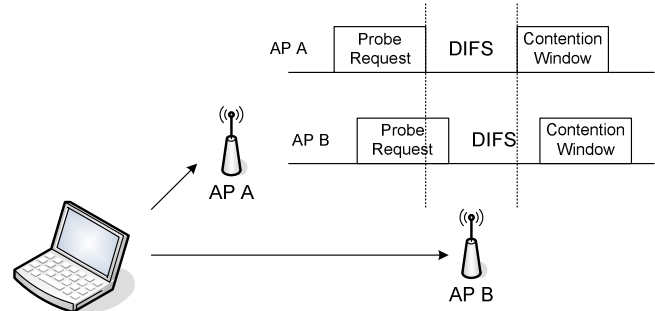 AP A
Probe
Request
DIFS
Contention
Window
AP B
Probe
Request
DIFS
Contention
Window
AP A
AP B